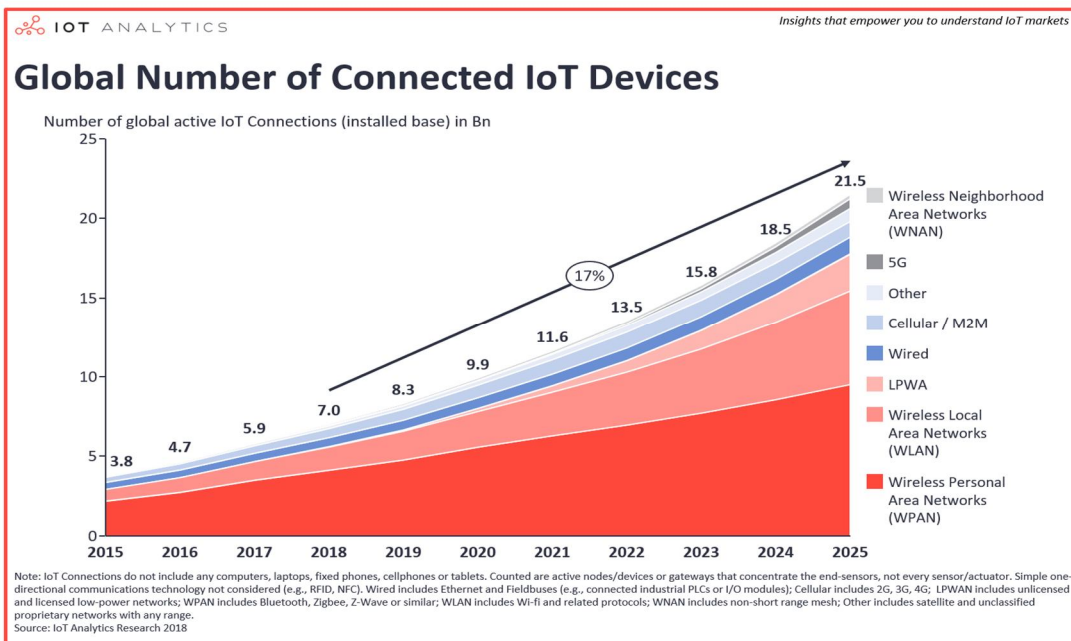 IOT ANALYTICS
Insights that empower you to understand IoT markets
Global Number of Connected IoT Devices
Number of global active IoT Connections (installed base) in Bn
25
20
15
10
5
0
3.8
4.7
5.9
7.0
8.3
9.9
11.6
13.5
15.8
18.5
21.5
17%
2015 2016 2017 2018 2019 2020 2021 2022 2023 2024 2025
Wireless Neighborhood
Area Networks
(WNAN)
5G
Other
Cellular / M2M
Wired
LPWA
Wireless Local
Area Networks
(WLAN)
Wireless Personal
Area Networks
(WPAN)
Note: IoT Connections do not include any computers, laptops, fixed phones, cellphones or tablets. Counted are active nodes/devices or gateways that concentrate the end-sensors, not every sensor/actuator. Simple one-
directional communications technology not considered (e.g., RFID, NFC). Wired includes Ethernet and Fieldbuses (e.g., connected industrial PLCs or I/O modules); Cellular includes 2G, 3G, 4G; LPWAN includes unlicensed
and licensed low-power networks; WPAN includes Bluetooth, Zigbee, Z-Wave or similar; WLAN includes Wi-fi and related protocols; WNAN includes non-short range mesh; Other includes satellite and unclassified
proprietary networks with any range.
Source: IoT Analytics Research 2018